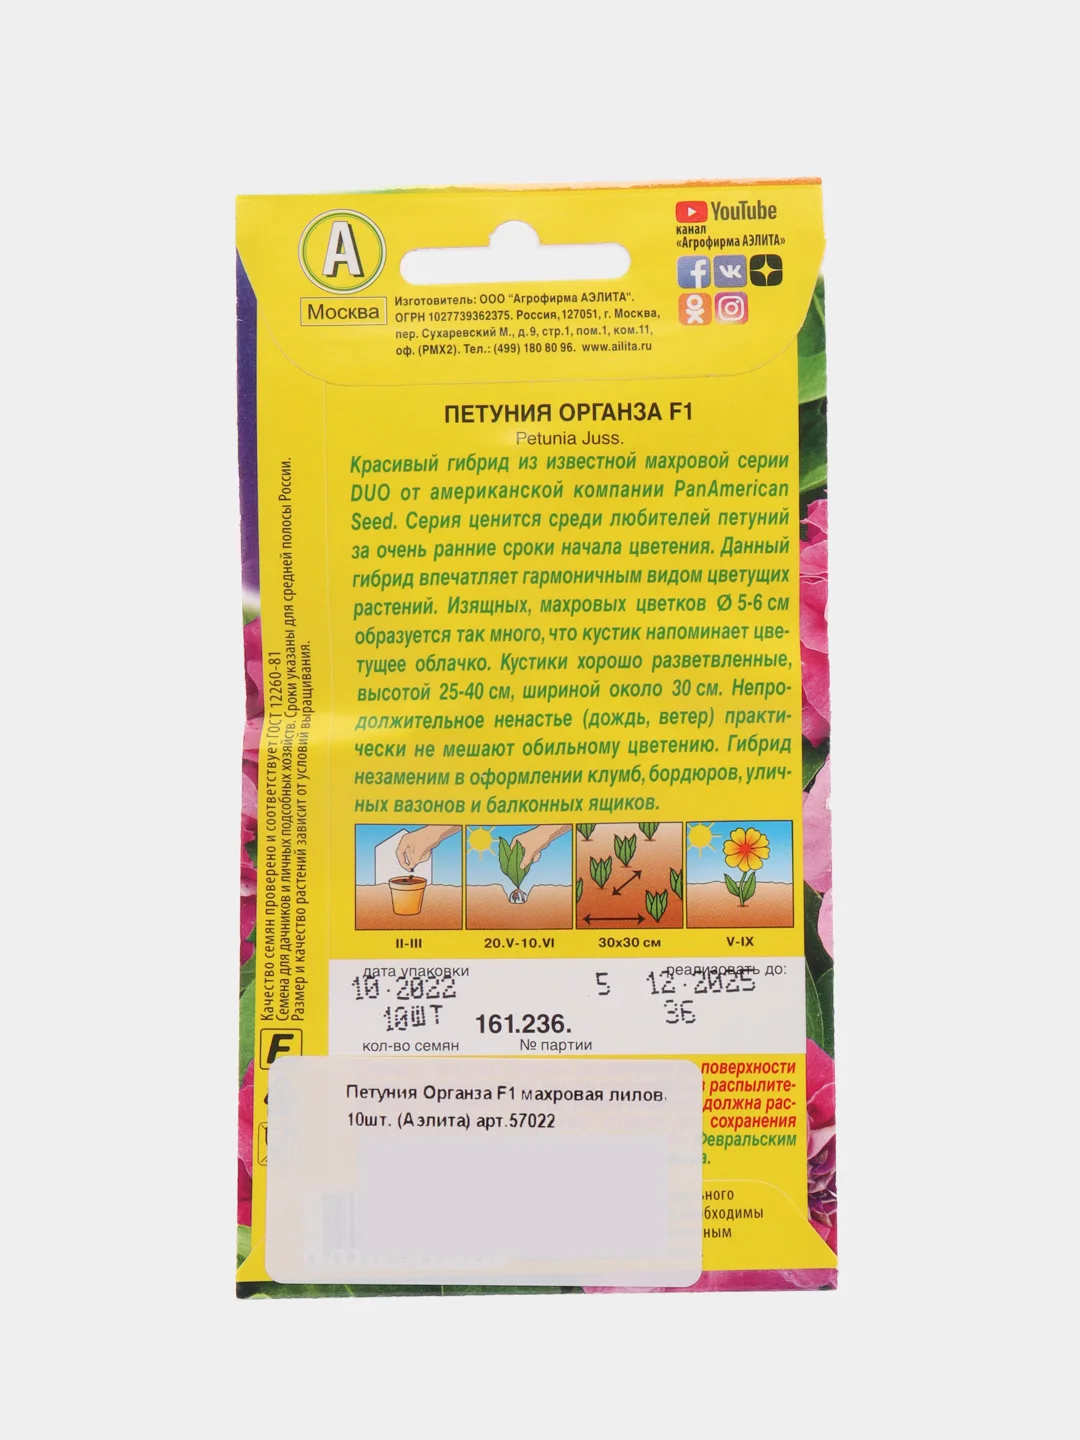 A
Москва
YouTube
канал
«Агрофирма АЭЛИТА»
Изготовитель: ООО "Агрофирма АЭЛИТА".
ОГРН 1027739362375. Россия,127051, г. Москва,
пер. Сухаревский М., д.9, стр.1, пом.1, ком.11,
оф. (РМХ2). Тел.: (499) 180 80 96. www.ailita.ru
ПЕТУНИЯ ОРГАНЗА F1
Petunia Juss.
Красивый гибрид из известной махровой серии
DUO от американской компании PanAmerican
Seed. Серия ценится среди любителей петуний
за очень ранние сроки начала цветения. Данный
гибрид впечатляет гармоничным видом цветущих
растений. Изящных, махровых цветков Ø 5-6 см
образуется так много, что кустик напоминает цве-
тущее облачко. Кустики хорошо разветвленные,
высотой 25-40 см, шириной около 30 см. Непро-
должительное ненастье (дождь, ветер) практи-
чески не мешают обильному цветению. Гибрид
незаменим в оформлении клумб, бордюров, улич-
ных вазонов и балконных ящиков.
II-III
20.V-10.VI
30х30 см
V-IX
дата упаковки
реализовать до:
10.2022
5
12.2025
10шт
161.236.
36
кол-во семян
№ партии
Качество семян проверено и соответствует ГОСТ 12260-81
Семена для дачников и личных подсобных хозяйств. Сроки указаны для средней полосы России.
Размер и качество растений зависит от условий выращивания.
F
поверхности
распылите-
должна рас-
сохранения
Февральским
Петуния Органза F1 махровая лилов.
10шт. (Аэлита) арт.57022